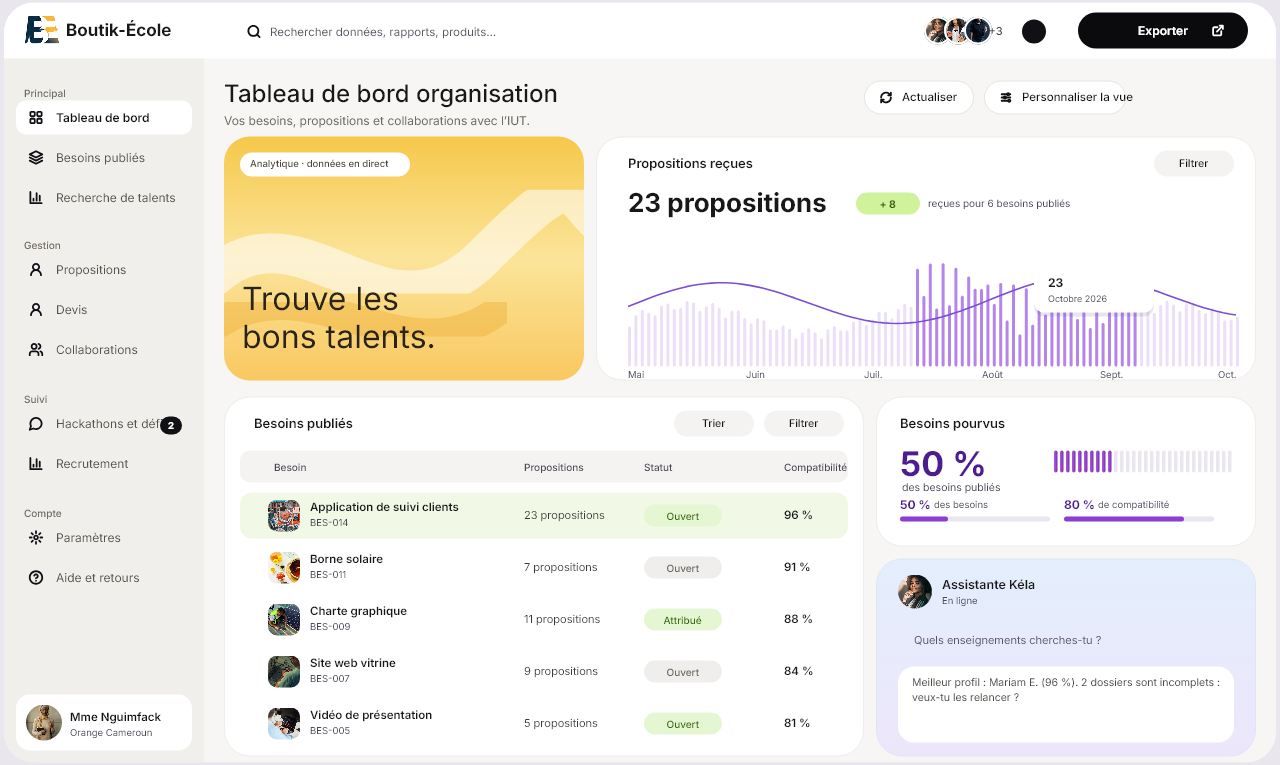 Boutik-École
Rechercher données, rapports, produits...
+3
Exporter
Principal
Tableau de bord
Besoins publiés
Recherche de talents
Gestion
Propositions
Devis
Collaborations
Suivi
Hackathons et déf
2
Recrutement
Compte
Paramètres
Aide et retours
Mme Nguimfack
Orange Cameroun
Tableau de bord organisation
Vos besoins, propositions et collaborations avec l'IUT.
Actualiser
Personnaliser la vue
Analytique · données en direct
Trouve les
bons talents.
Propositions reçues
Filtrer
23 propositions
+ 8
reçues pour 6 besoins publiés
23
Octobre 2026
Mai Juin Juil. Août Sept. Oct.
Besoins publiés
Trier
Filtrer
Besoin Propositions Statut Compatibilité
Application de suivi clients
BES-014
23 propositions
Ouvert
96 %
Borne solaire
BES-011
7 propositions
Ouvert
91 %
Charte graphique
BES-009
11 propositions
Attribué
88 %
Site web vitrine
BES-007
9 propositions
Ouvert
84 %
Vidéo de présentation
BES-005
5 propositions
Ouvert
81 %
Besoins pourvus
50 %
des besoins publiés
50 % des besoins
80 % de compatibilité
Assistante Kéla
En ligne
Quels enseignements cherches-tu ?
Meilleur profil : Mariam E. (96 %). 2 dossiers sont incomplets :
veux-tu les relancer ?